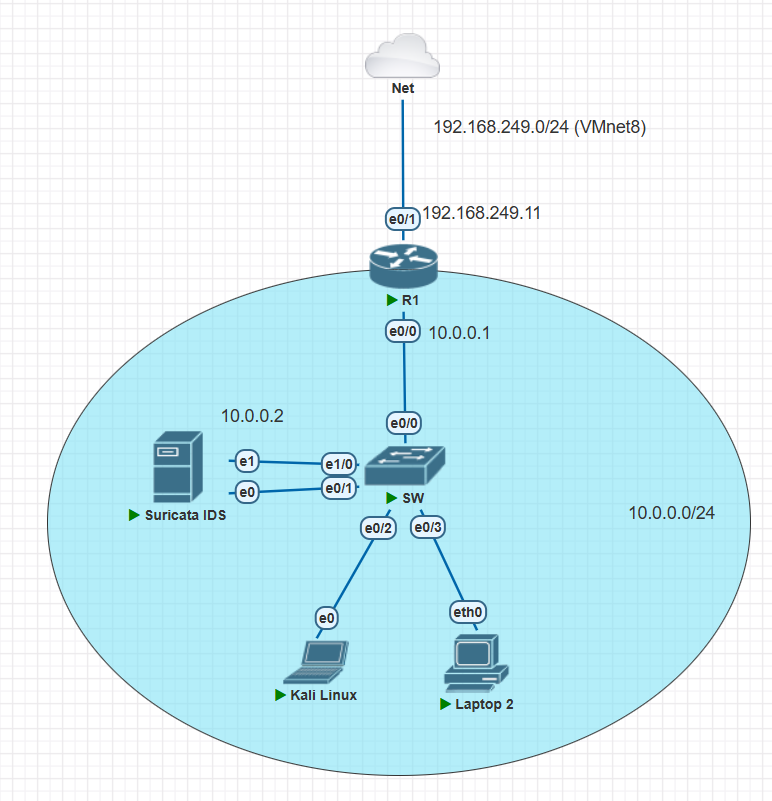 Net
192.168.249.0/24 (VMnet8)
192.168.249.11
e0/1
R1
e0/0
10.0.0.1
e0/0
10.0.0.2
e1
e1/0
e0
e0/1
SW
Suricata IDS
10.0.0.0/24
e0/2
e0/3
e0
eth0
Kali Linux
Laptop 2